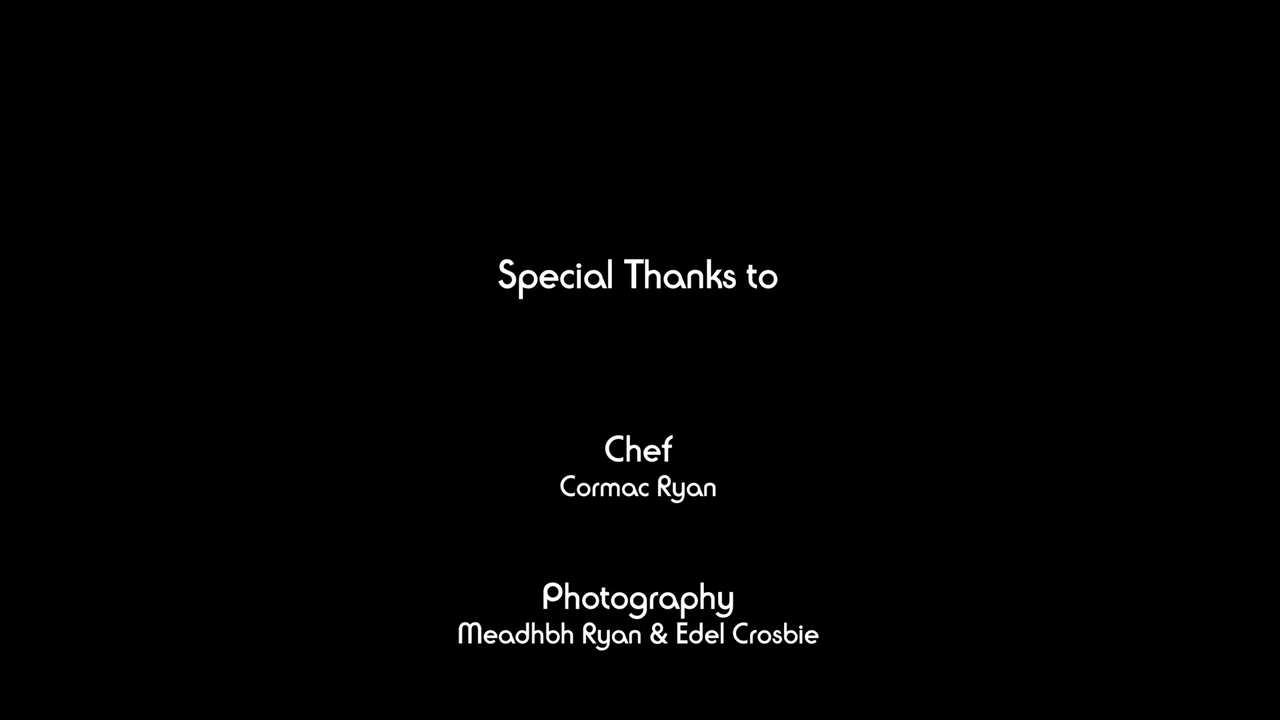 Special Thanks to
Chef
Cormac Ryan
Photography
Meadhbh Ryan & Edel Crosbie